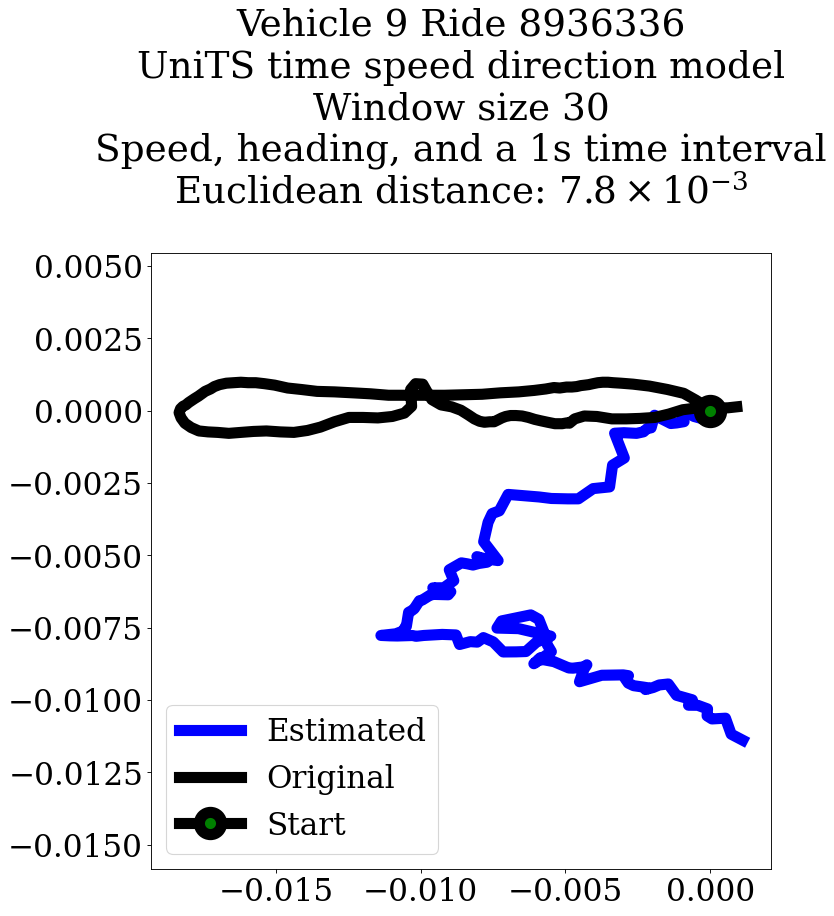 Vehicle 9 Ride 8936336
UniTS time speed direction model
Window size 30
Speed, heading, and a 1s time interval
Euclidean distance: 7.8 × 10⁻³
0.0050
0.0025
0.0000
−0.0025
−0.0050
−0.0075
−0.0100
−0.0125
−0.0150
Estimated
Original
Start
−0.015 −0.010 −0.005 0.000